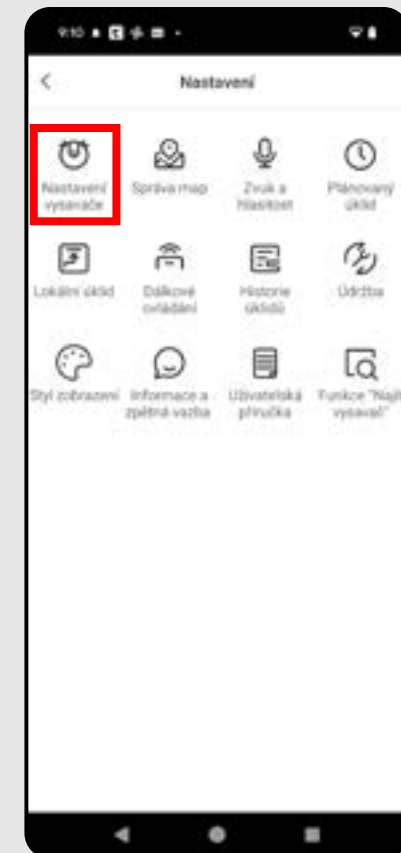 9:10
Nastavení
Nastavení
vysavače
Správa map
Zvuk a
hlasitost
Plánovaný
úklid
Lokální úklid
Dálkové
ovládání
Historie
úklidů
Údržba
Styl zobrazení
Informace a
zpětná vazba
Uživatelská
příručka
Funkce "Najít
vysavač"